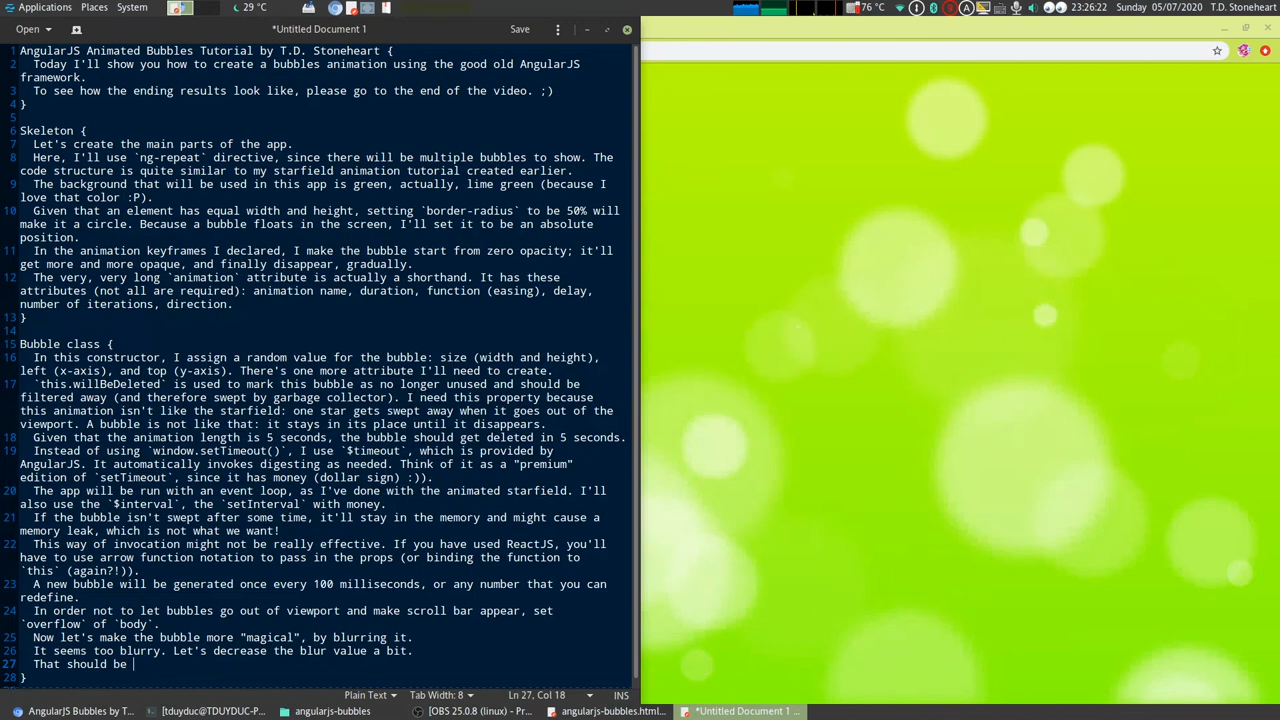 Applications Places System 29 °C 76 °C 23:26:22 Sunday 05/07/2020 T.D. Stoneheart
Open *Untitled Document 1 Save
1 AngularJS Animated Bubbles Tutorial by T.D. Stoneheart {
2 Today I'll show you how to create a bubbles animation using the good old AngularJS
framework.
3 To see how the ending results look like, please go to the end of the video. ;)
4 }
5
6 Skeleton {
7 Let's create the main parts of the app.
8 Here, I'll use `ng-repeat` directive, since there will be multiple bubbles to show. The
code structure is quite similar to my starfield animation tutorial created earlier.
9 The background that will be used in this app is green, actually, lime green (because I
love that color :P).
10 Given that an element has equal width and height, setting `border-radius` to be 50% will
make it a circle. Because a bubble floats in the screen, I'll set it to be an absolute
position.
11 In the animation keyframes I declared, I make the bubble start from zero opacity; it'll
get more and more opaque, and finally disappear, gradually.
12 The very, very long `animation` attribute is actually a shorthand. It has these
attributes (not all are required): animation name, duration, function (easing), delay,
number of iterations, direction.
13 }
14
15 Bubble class {
16 In this constructor, I assign a random value for the bubble: size (width and height),
left (x-axis), and top (y-axis). There's one more attribute I'll need to create.
17 `this.willBeDeleted` is used to mark this bubble as no longer unused and should be
filtered away (and therefore swept by garbage collector). I need this property because
this animation isn't like the starfield: one star gets swept away when it goes out of the
viewport. A bubble is not like that: it stays in its place until it disappears.
18 Given that the animation length is 5 seconds, the bubble should get deleted in 5 seconds.
19 Instead of using `window.setTimeout()`, I use `$timeout`, which is provided by
AngularJS. It automatically invokes digesting as needed. Think of it as a "premium"
edition of `setTimeout`, since it has money (dollar sign) :)).
20 The app will be run with an event loop, as I've done with the animated starfield. I'll
also use the `$interval`, the `setInterval` with money.
21 If the bubble isn't swept after some time, it'll stay in the memory and might cause a
memory leak, which is not what we want!
22 This way of invocation might not be really effective. If you have used ReactJS, you'll
have to use arrow function notation to pass in the props (or binding the function to
`this` (again?!)).
23 A new bubble will be generated once every 100 milliseconds, or any number that you can
redefine.
24 In order not to let bubbles go out of viewport and make scroll bar appear, set
`overflow` of `body`.
25 Now let's make the bubble more "magical", by blurring it.
26 It seems too blurry. Let's decrease the blur value a bit.
27 That should be
28 }
Plain Text Tab Width: 8 Ln 27, Col 18 INS
AngularJS Bubbles by T... [tduyduc@TDUYDUC-P... angularjs-bubbles [OBS 25.0.8 (linux) - Pr... angularjs-bubbles.html... *Untitled Document 1 ...